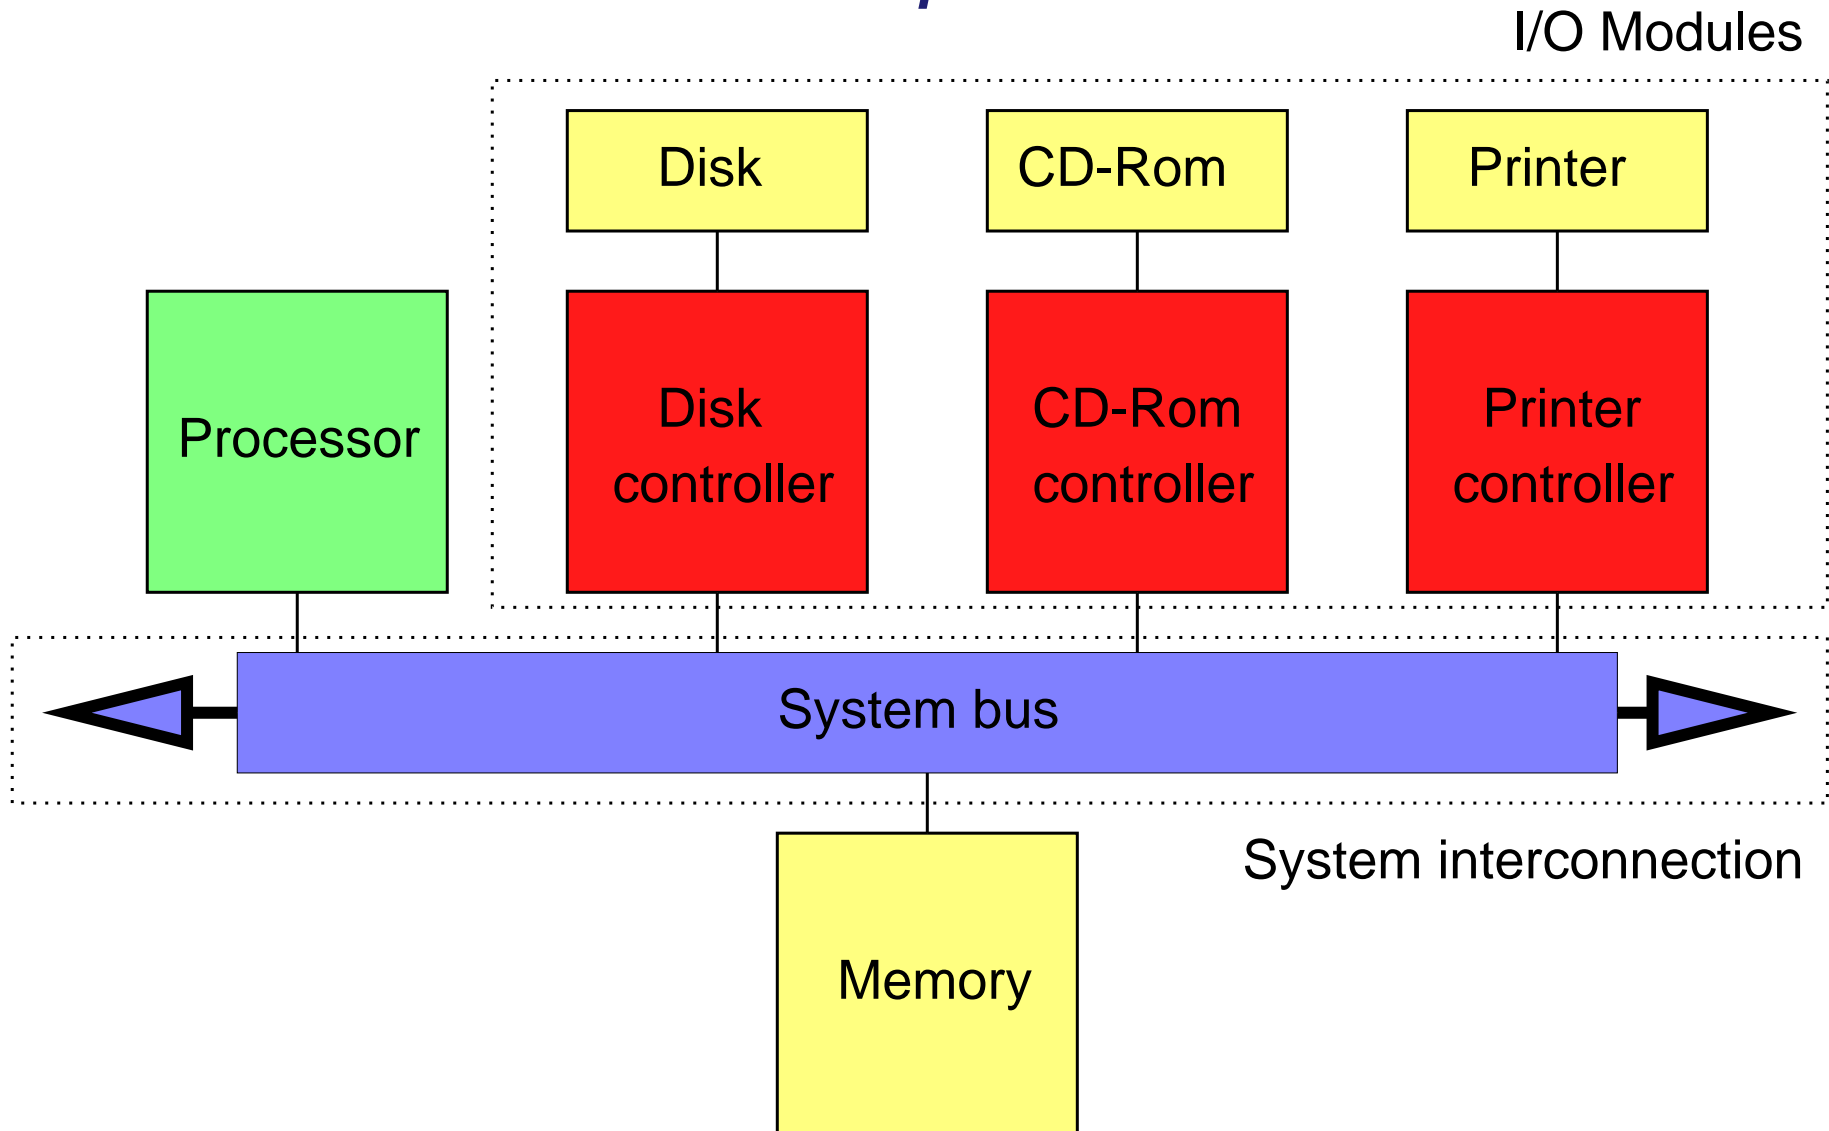 I/O Modules
Disk
CD-Rom
Printer
Processor
Disk
controller
CD-Rom
controller
Printer
controller
System bus
System interconnection
Memory